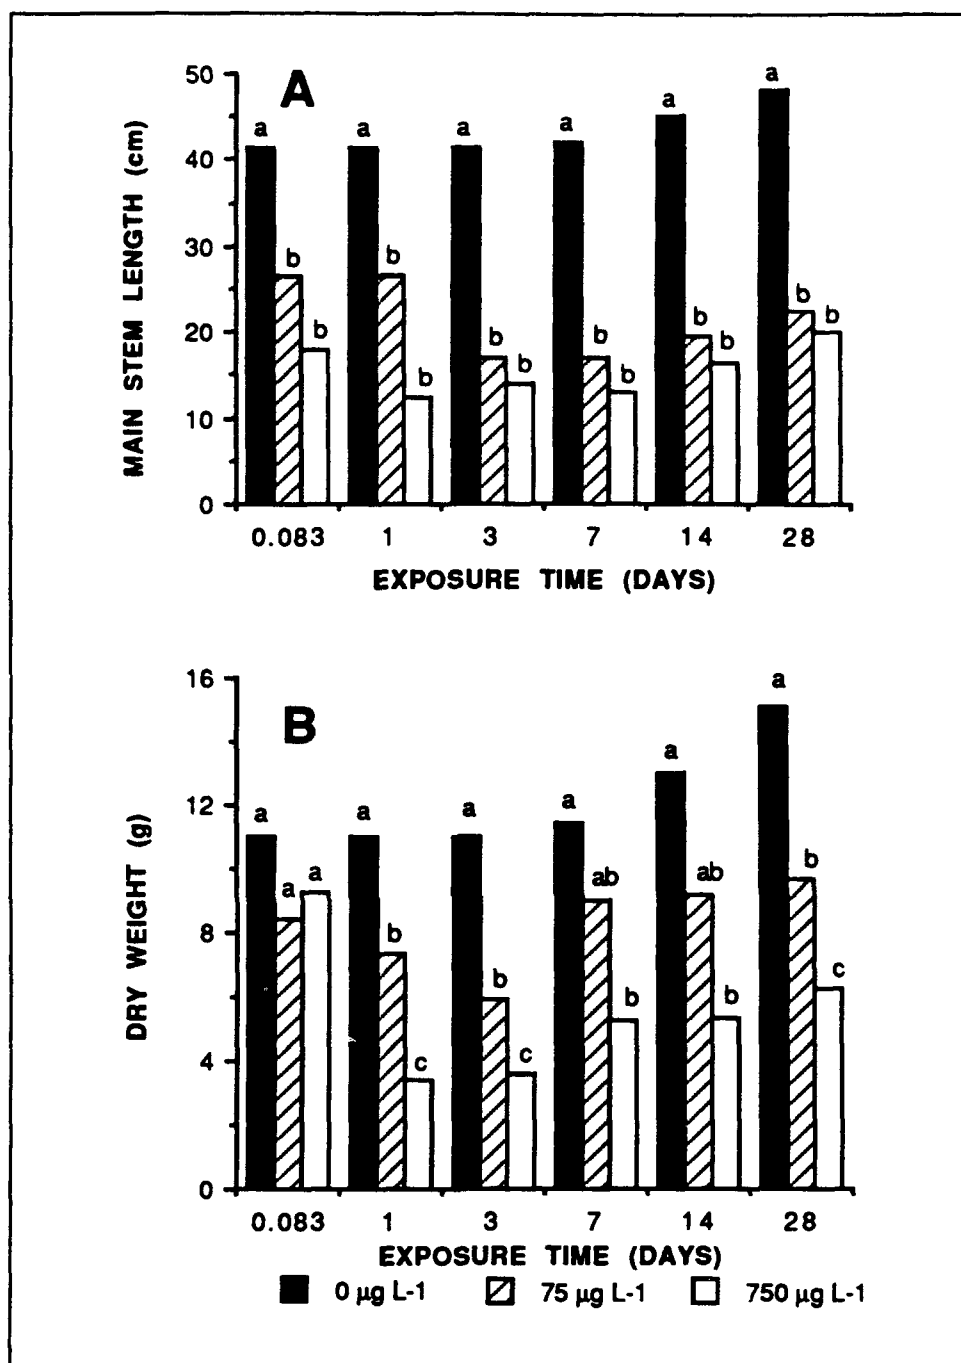 A
50
40
30
20
10
0
MAIN STEM LENGTH (cm)
a a a a a a
b b b b b b
b b b b b b
0.083 1 3 7 14 28
EXPOSURE TIME (DAYS)
B
16
12
8
4
0
DRY WEIGHT (g)
a a a a a a
a b b ab ab b
a c c b b c
0.083 1 3 7 14 28
EXPOSURE TIME (DAYS)
0 µg L-1 75 µg L-1 750 µg L-1